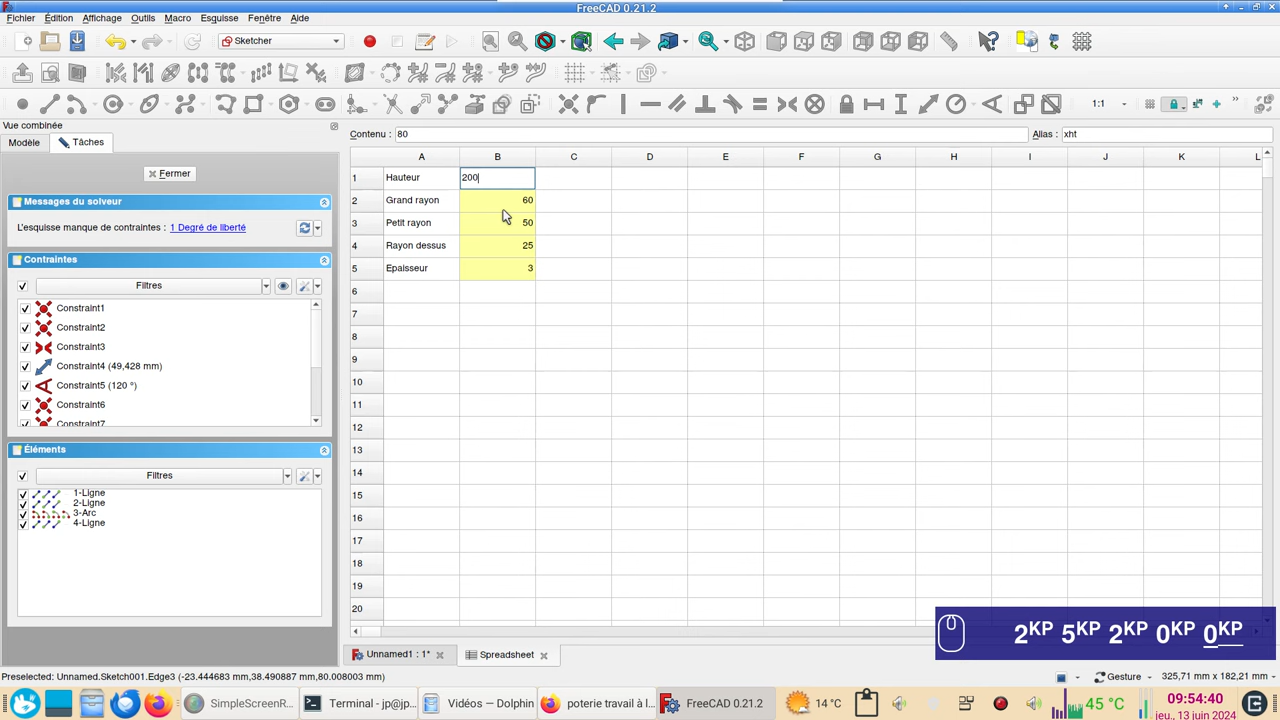 FreeCAD 0.21.2
Fichier Édition Affichage Outils Macro Esquisse Fenêtre Aide
Sketcher
1:1
Vue combinée
Modèle Tâches
Fermer
Messages du solveur
L'esquisse manque de contraintes : 1 Degré de liberté
Contraintes
Filtres
Constraint1
Constraint2
Constraint3
Constraint4 (49,428 mm)
Constraint5 (120 °)
Constraint6
Constraint7
Éléments
Filtres
1-Ligne
2-Ligne
3-Arc
4-Ligne
Contenu : 80 Alias : xht
A B C D E F G H I J K L
1 Hauteur 200
2 Grand rayon 60
3 Petit rayon 50
4 Rayon dessus 25
5 Epaisseur 3
6
7
8
9
10
11
12
13
14
15
16
17
18
19
20
2KP 5KP 2KP 0KP 0KP
Unnamed1 : 1* Spreadsheet
Preselected: Unnamed.Sketch001.Edge3 (-23.444683 mm,38.490887 mm,80.008003 mm) Gesture 325,71 mm x 182,21 mm
SimpleScreenR... Terminal - jp@jp... Vidéos — Dolphin poterie travail à l... FreeCAD 0.21.2... 14 °C 45 °C 09:54:40
jeu., 13 juin 2024